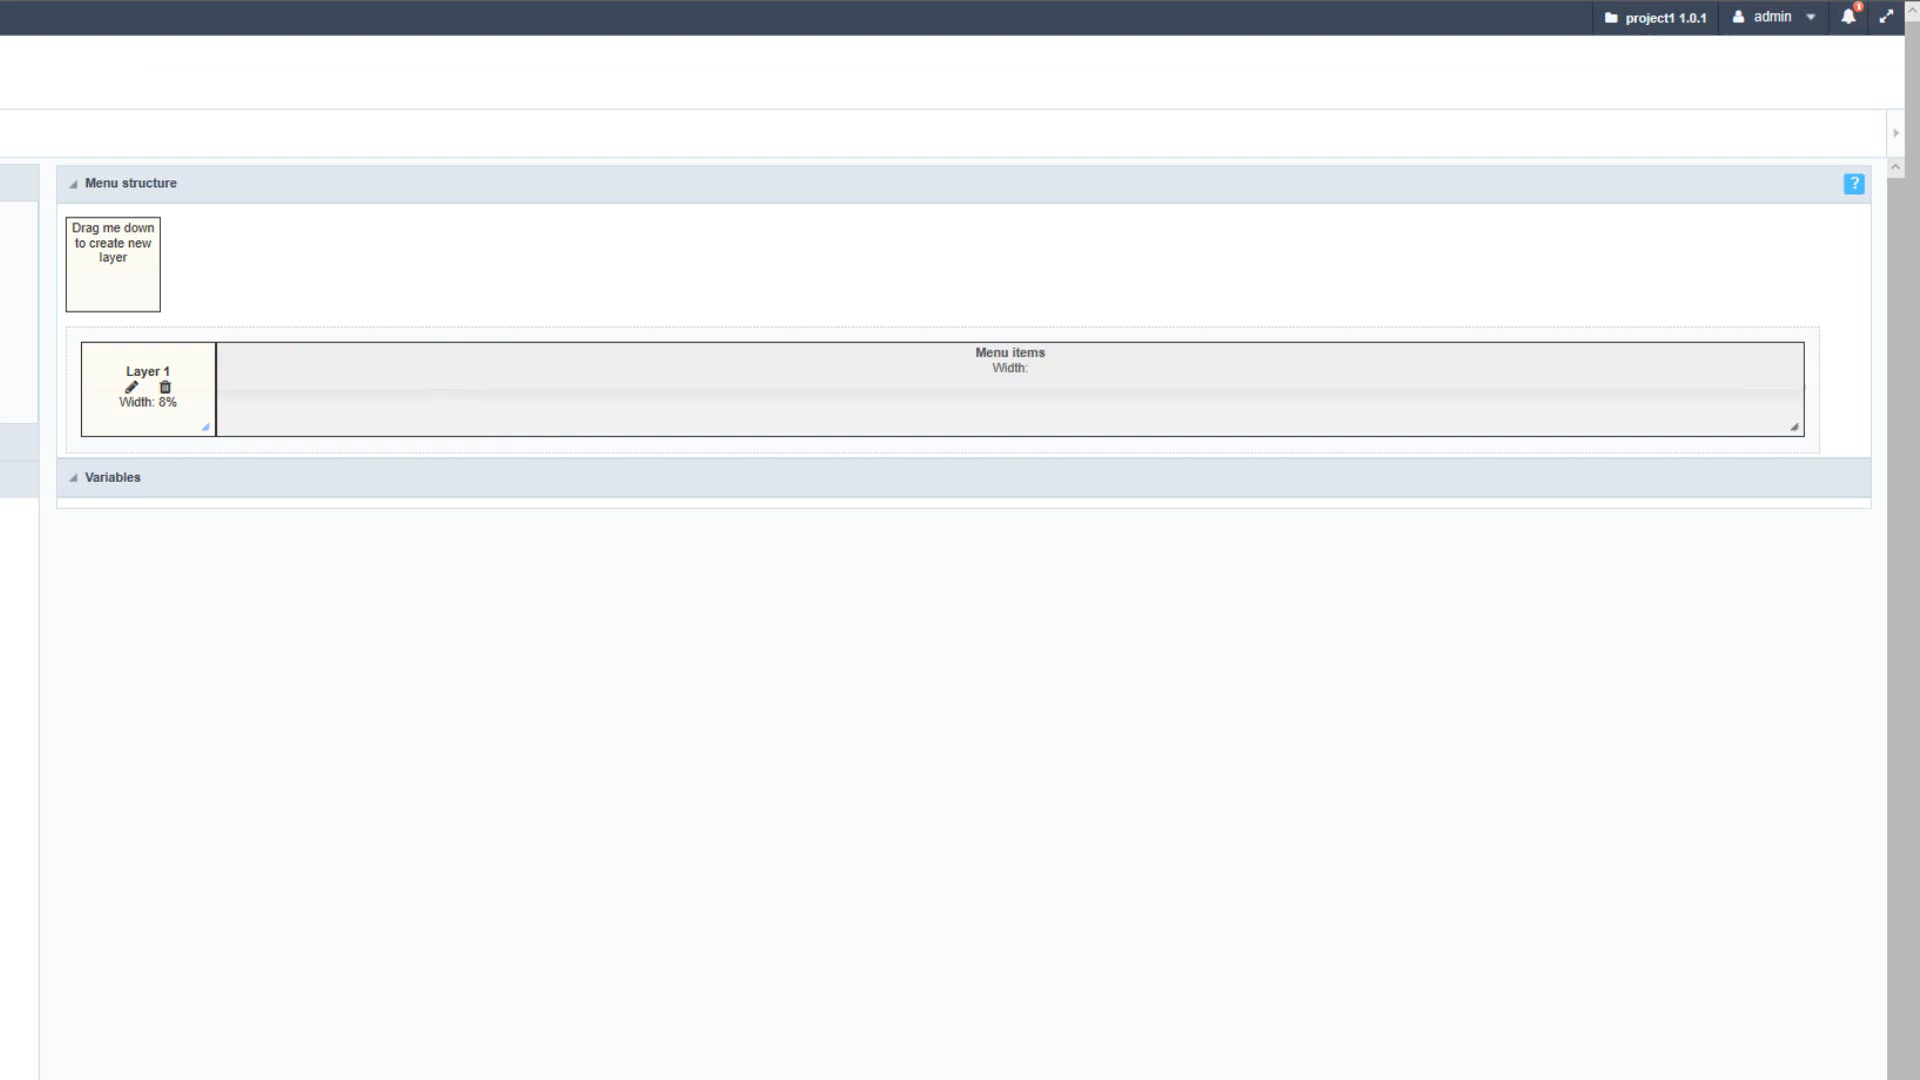 project1 1.0.1
admin
Menu structure
?
Drag me down
to create new
layer
Layer 1
Width: 8%
Menu items
Width:
Variables